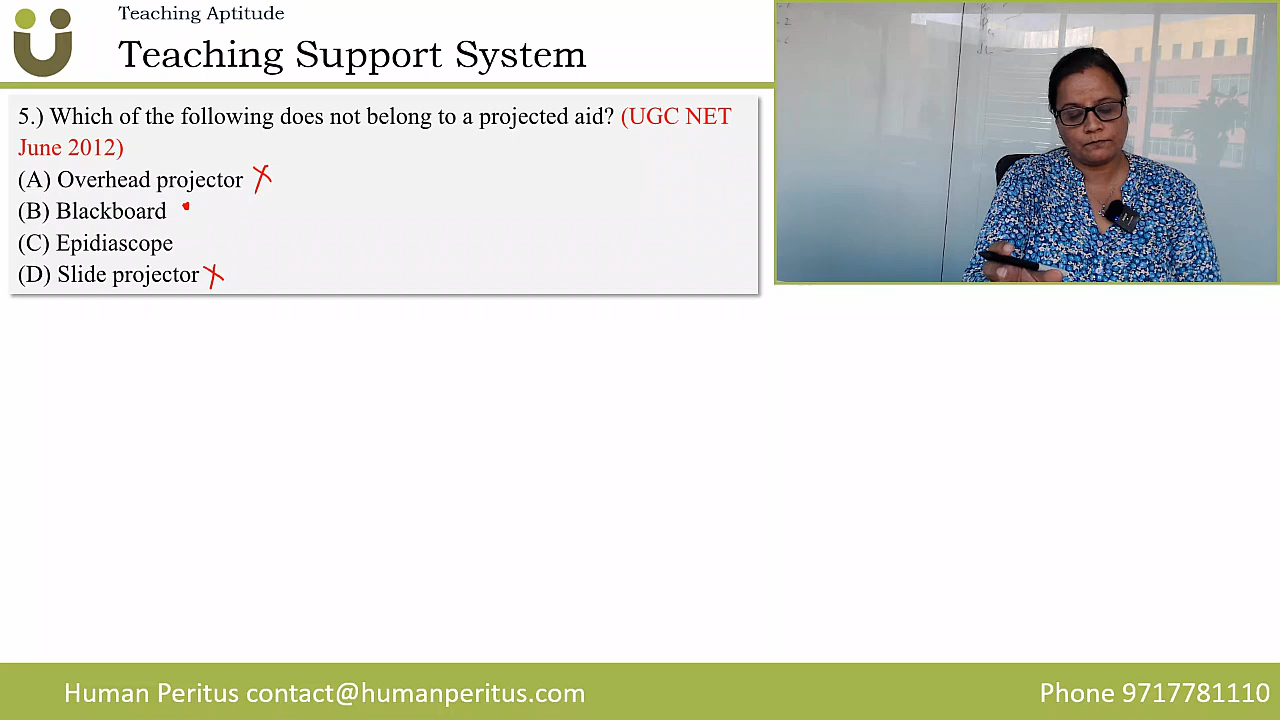 Teaching Aptitude
Teaching Support System
5.) Which of the following does not belong to a projected aid? (UGC NET
June 2012)
(A) Overhead projector
(B) Blackboard
(C) Epidiascope
(D) Slide projector
Human Peritus contact@humanperitus.com
Phone 9717781110